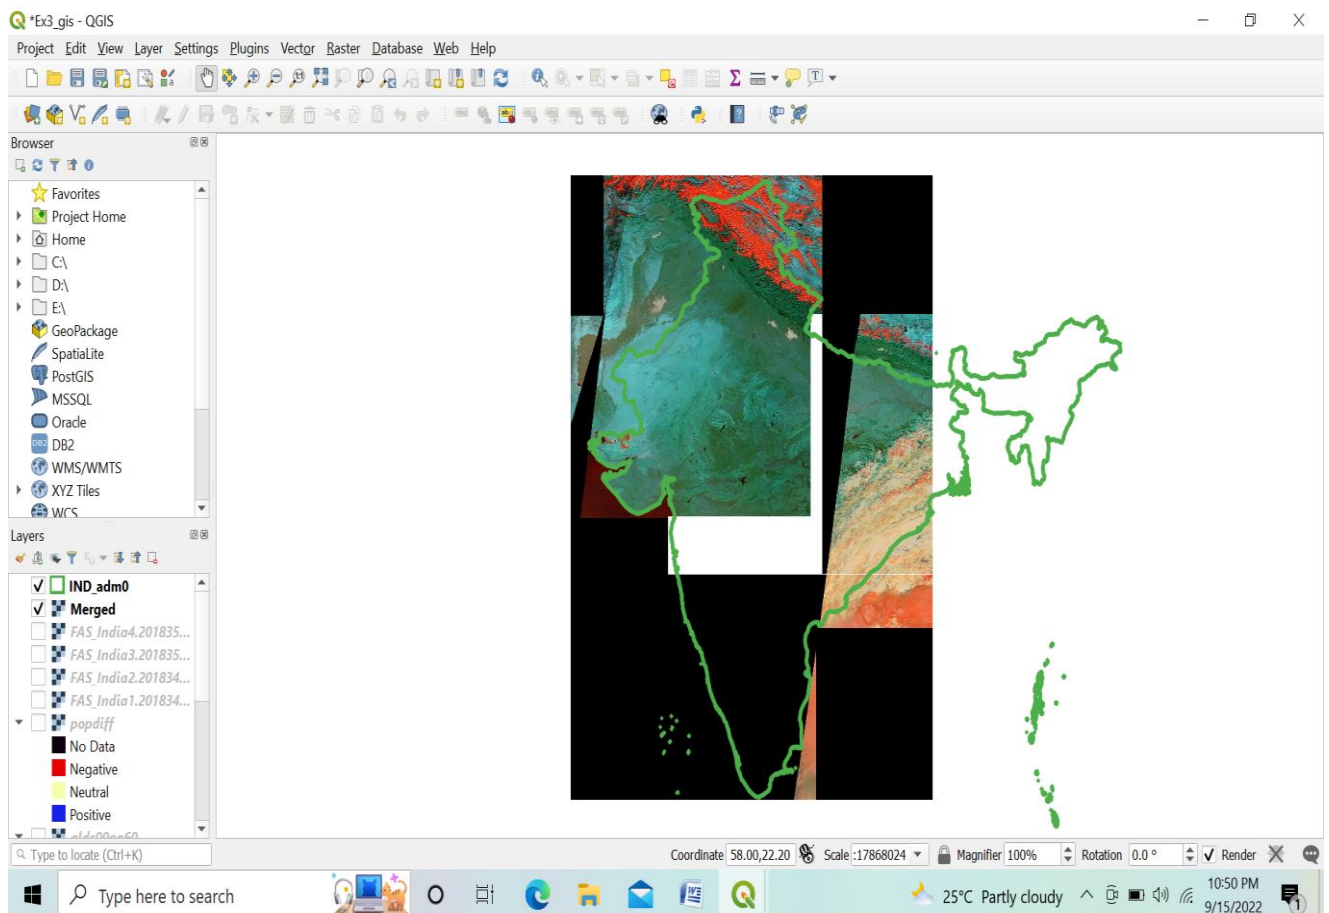 *Ex3_gis - QGIS
Project Edit View Layer Settings Plugins Vector Raster Database Web Help
Browser
Favorites
Project Home
Home
C:\
D:\
E:\
GeoPackage
SpatiaLite
PostGIS
MSSQL
Oracle
DB2
WMS/WMTS
XYZ Tiles
WCS
Layers
IND_adm0
Merged
FAS_India4.201835...
FAS_India3.201835...
FAS_India2.201834...
FAS_India1.201834...
popdiff
No Data
Negative
Neutral
Positive
Type to locate (Ctrl+K)
Coordinate 58.00,22.20 Scale :17868024 Magnifier 100% Rotation 0.0 ° Render
Type here to search
25°C Partly cloudy
10:50 PM
9/15/2022
1